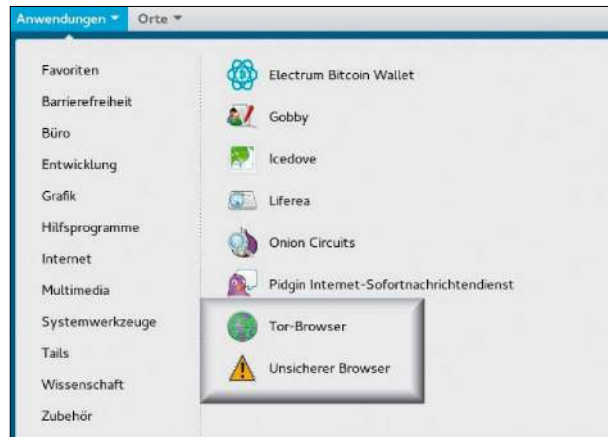 Anwendungen Orte
Favoriten
Barrierefreiheit
Büro
Entwicklung
Grafik
Hilfsprogramme
Internet
Multimedia
Systemwerkzeuge
Tails
Wissenschaft
Zubehör
Electrum Bitcoin Wallet
Gobby
Icedove
Liferea
Onion Circuits
Pidgin Internet-Sofortnachrichtendienst
Tor-Browser
Unsicherer Browser